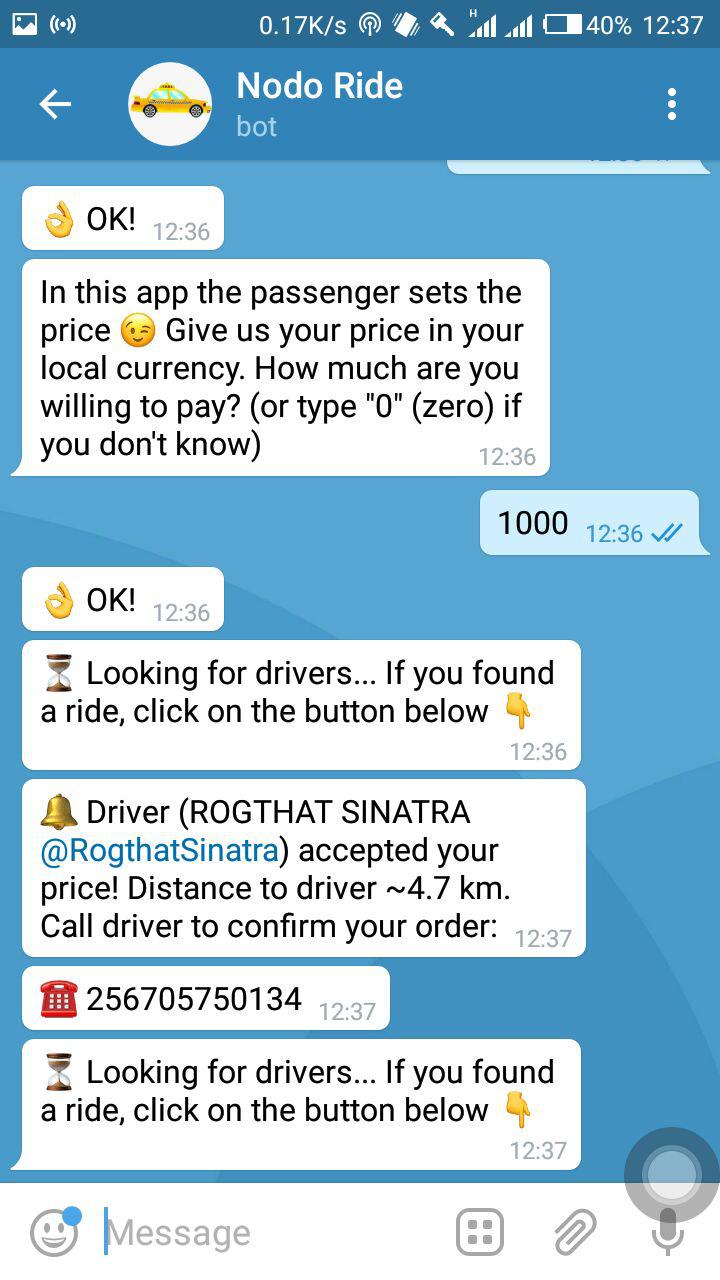 0.17K/s H 40% 12:37
Nodo Ride
bot
👌 OK! 12:36
In this app the passenger sets the
price 😉 Give us your price in your
local currency. How much are you
willing to pay? (or type "0" (zero) if
you don't know) 12:36
1000 12:36
👌 OK! 12:36
⏳ Looking for drivers... If you found
a ride, click on the button below 👇
12:36
🔔 Driver (ROGTHAT SINATRA
@RogthatSinatra) accepted your
price! Distance to driver ~4.7 km.
Call driver to confirm your order: 12:37
☎️ 256705750134 12:37
⏳ Looking for drivers... If you found
a ride, click on the button below 👇
12:37
Message